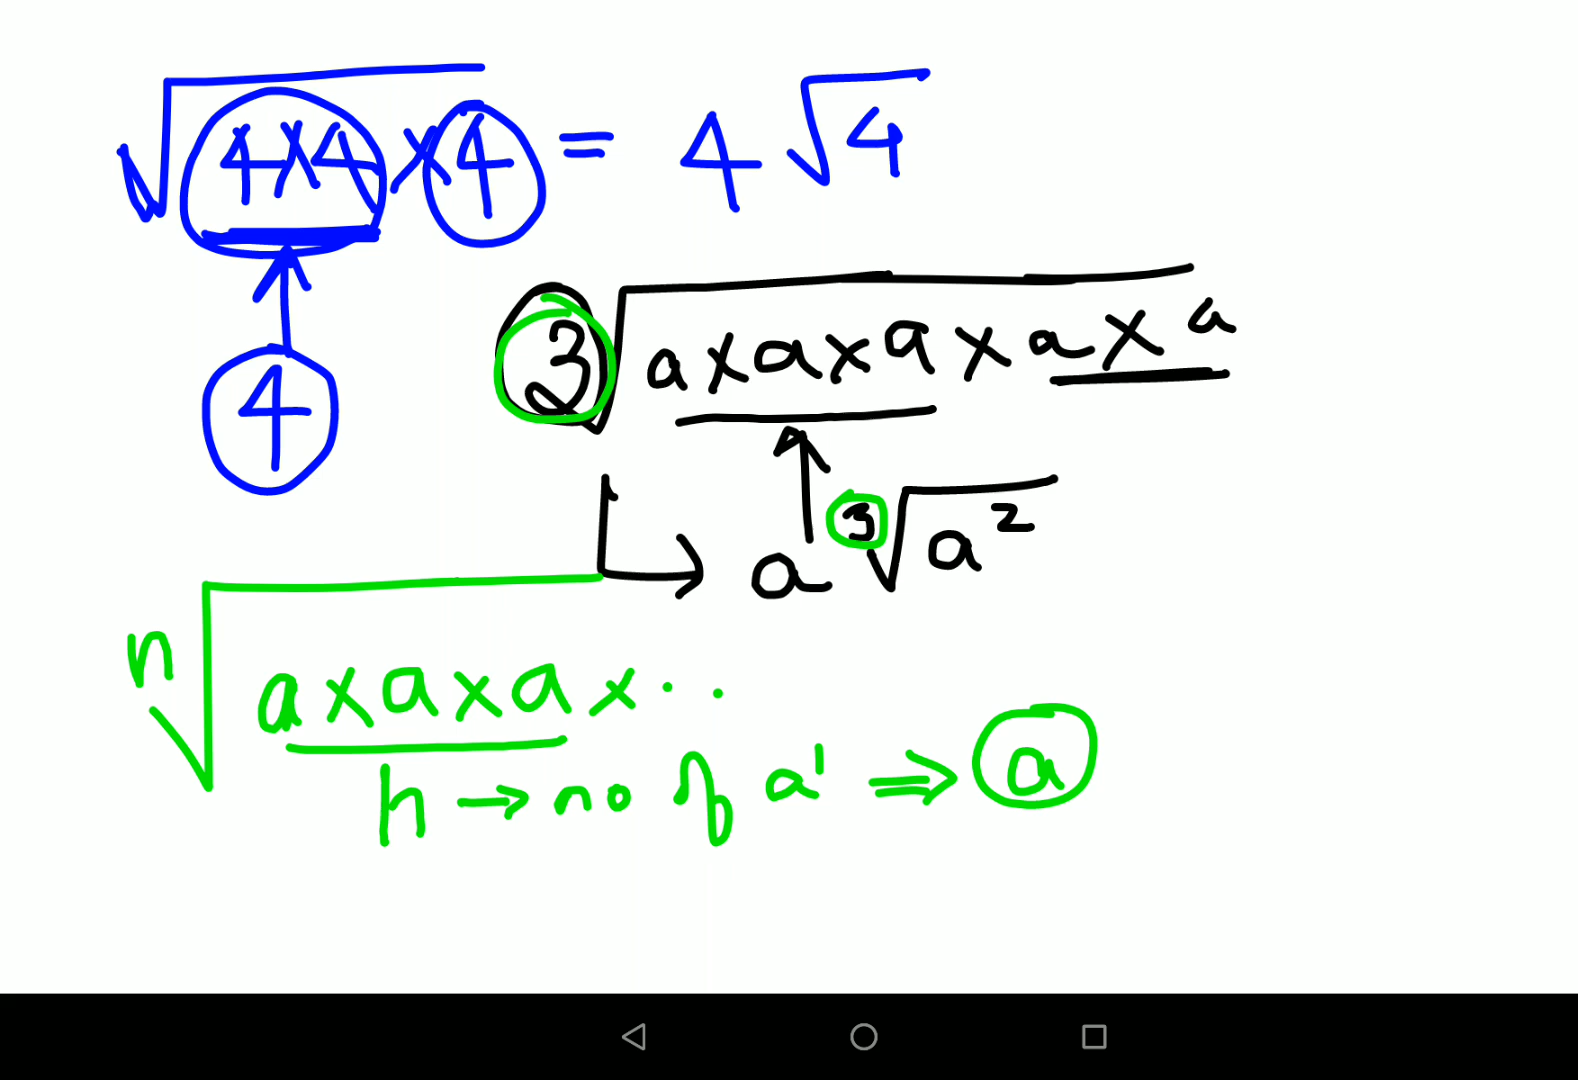 √4×4×4 = 4√4
4
3√a×a×a×a×a
a 3√a²
n√a×a×a×..
n → no of a' ⇒ a